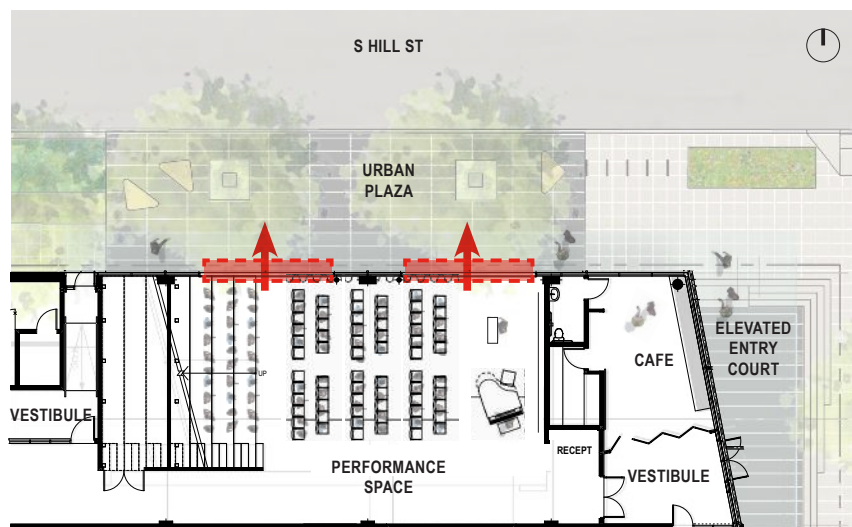 S HILL ST
URBAN
PLAZA
ELEVATED
ENTRY
COURT
CAFE
UP
VESTIBULE
RECEPT
PERFORMANCE
SPACE
VESTIBULE